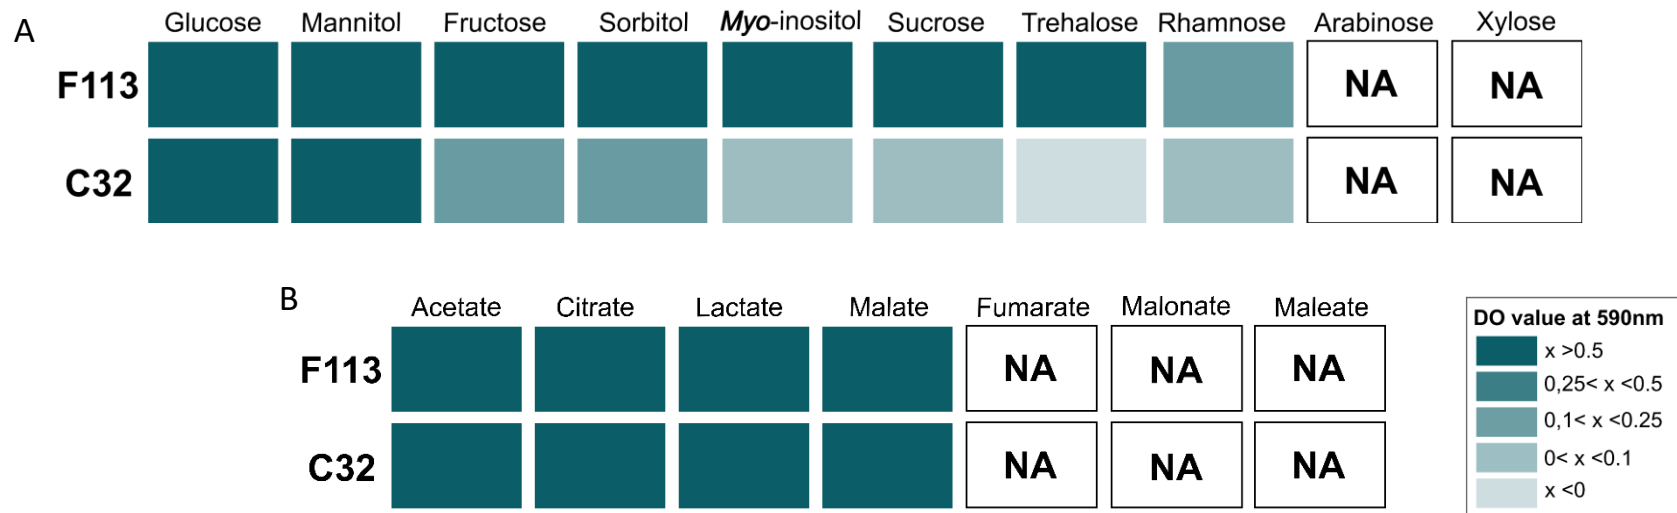 A
Glucose Mannitol Fructose Sorbitol Myo-inositol Sucrose Trehalose Rhamnose Arabinose Xylose
F113 NA NA
C32 NA NA
B
Acetate Citrate Lactate Malate Fumarate Malonate Maleate
F113 NA NA NA
C32 NA NA NA
DO value at 590nm
x >0.5
0,25< x <0.5
0,1< x <0.25
0< x <0.1
x <0